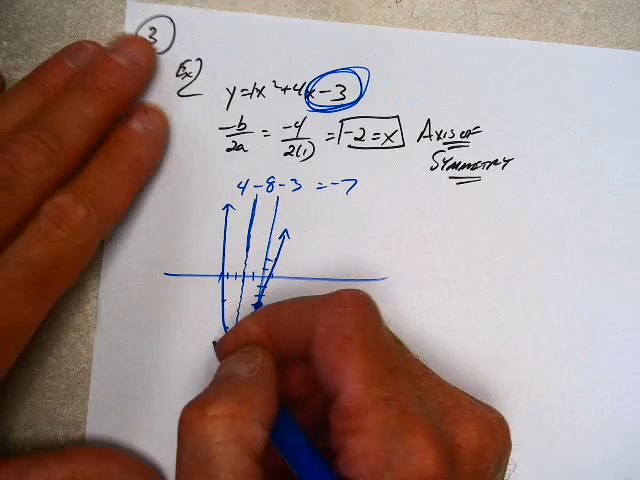 3
Ex
y=1x²+4x-3
-b/2a = -4/2(1) = -2=x Axis of Symmetry
4-8-3 =-7